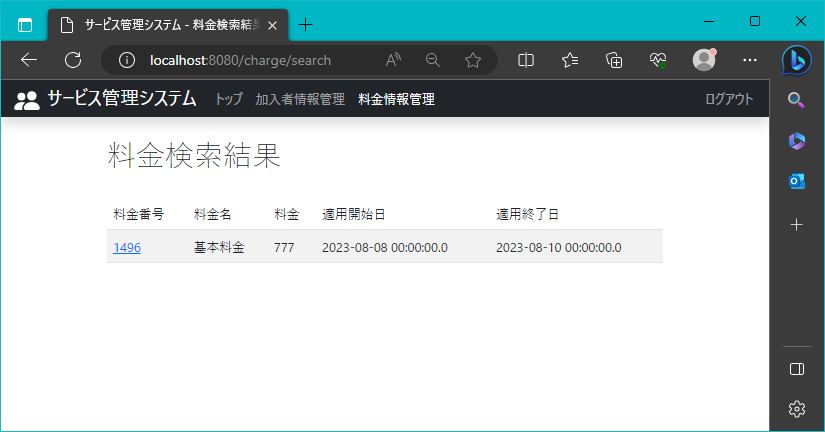 サービス管理システム - 料金検索結果
localhost:8080/charge/search
サービス管理システム トップ 加入者情報管理 料金情報管理 ログアウト
料金検索結果
料金番号 料金名 料金 適用開始日 適用終了日
1496 基本料金 777 2023-08-08 00:00:00.0 2023-08-10 00:00:00.0